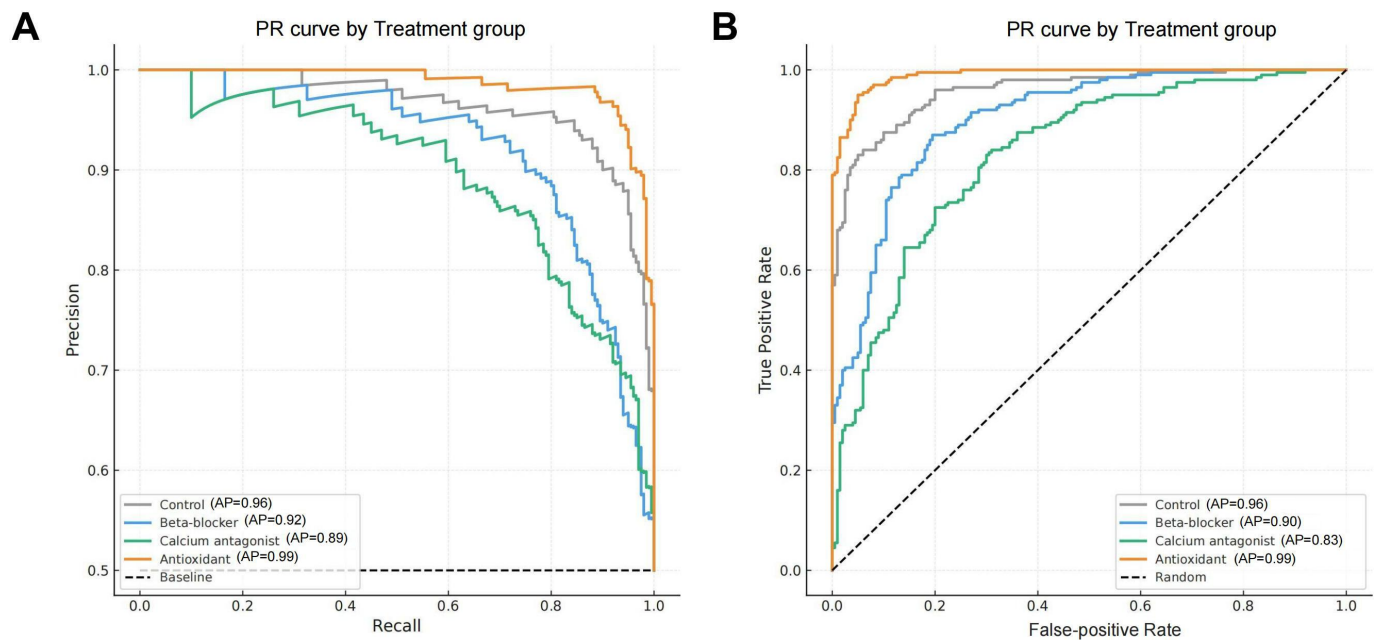 A
PR curve by Treatment group
1.0
0.9
0.8
0.7
0.6
0.5
Precision
Control (AP=0.96)
Beta-blocker (AP=0.92)
Calcium antagonist (AP=0.89)
Antioxidant (AP=0.99)
Baseline
0.0 0.2 0.4 0.6 0.8 1.0
Recall
B
PR curve by Treatment group
1.0
0.8
0.6
0.4
0.2
0.0
True Positive Rate
Control (AP=0.96)
Beta-blocker (AP=0.90)
Calcium antagonist (AP=0.83)
Antioxidant (AP=0.99)
Random
0.0 0.2 0.4 0.6 0.8 1.0
False-positive Rate